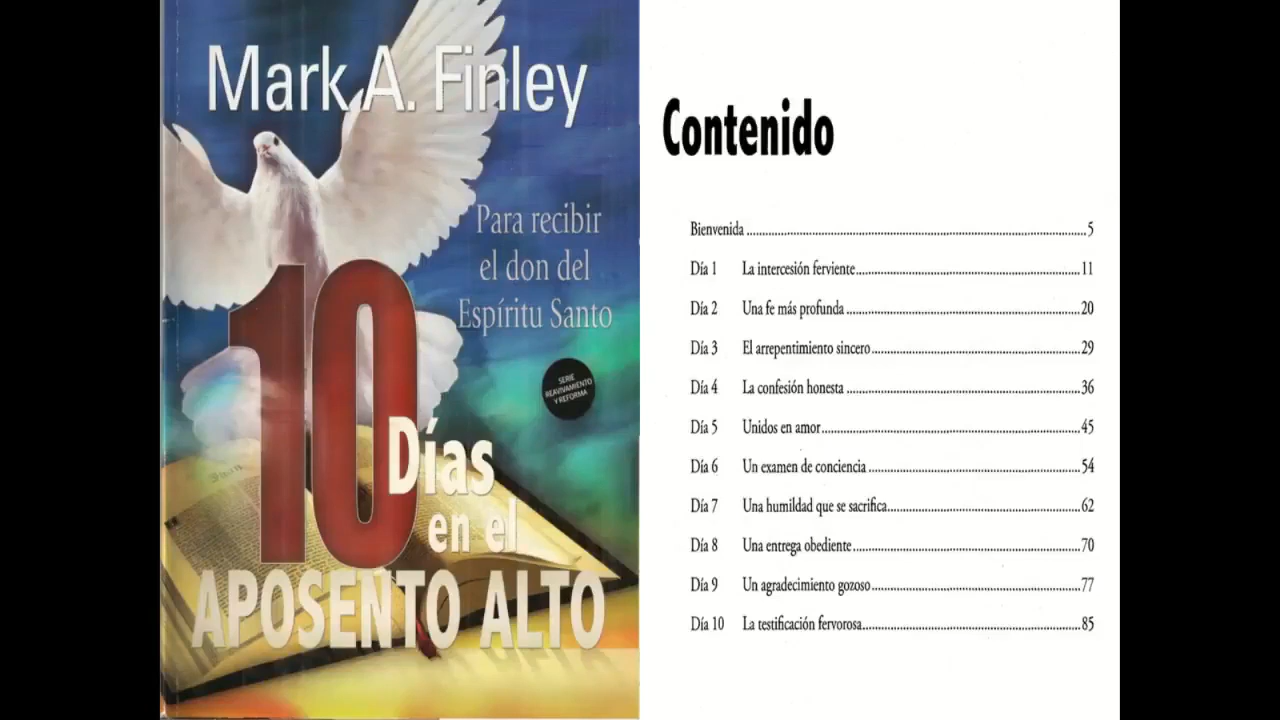 Mark A. Finley
Para recibir
el don del
Espíritu Santo
SERIE
REAVIVAMIENTO
Y REFORMA
10
Días
en el
APOSENTO ALTO
Contenido
Bienvenida ........ 5
Día 1 La intercesión ferviente ........ 11
Día 2 Una fe más profunda ........ 20
Día 3 El arrepentimiento sincero ........ 29
Día 4 La confesión honesta ........ 36
Día 5 Unidos en amor ........ 45
Día 6 Un examen de conciencia ........ 54
Día 7 Una humildad que se sacrifica ........ 62
Día 8 Una entrega obediente ........ 70
Día 9 Un agradecimiento gozoso ........ 77
Día 10 La testificación fervorosa ........ 85